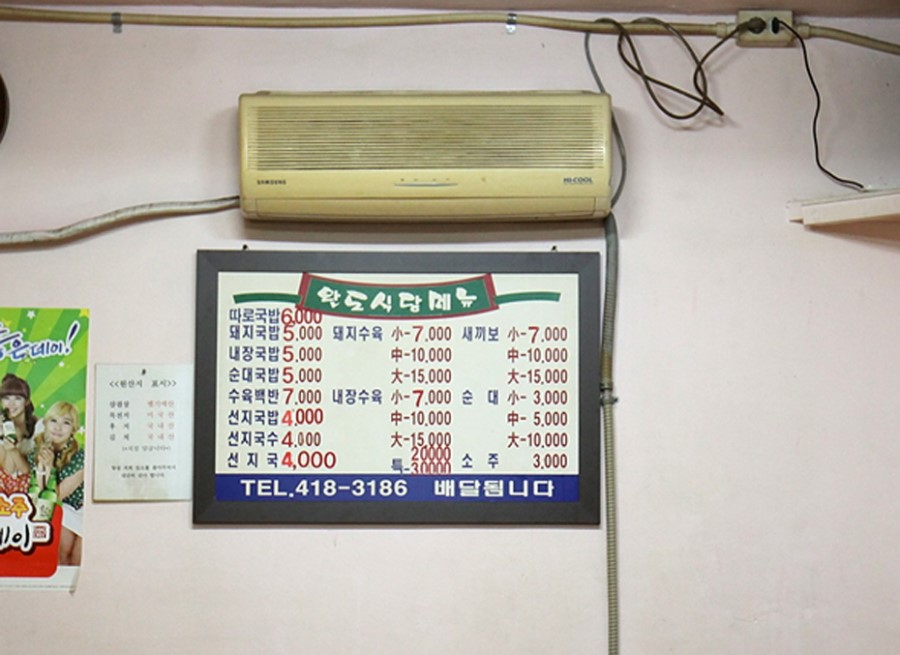 SAMSUNG HI-COOL
완도식당메뉴
따로국밥 6,000
돼지국밥 5,000 돼지수육 小-7,000 새끼보 小-7,000
내장국밥 5,000 中-10,000 中-10,000
순대국밥 5,000 大-15,000 大-15,000
수육백반 7,000 내장수육 小-7,000 순대 小-3,000
선지국밥 4,000 中-10,000 中-5,000
선지국수 4,000 大-15,000 大-10,000
선지국 4,000 특-20000 30000 소주 3,000
TEL.418-3186 배달됩니다
좋은데이!
<<원산지 표시>>
소주